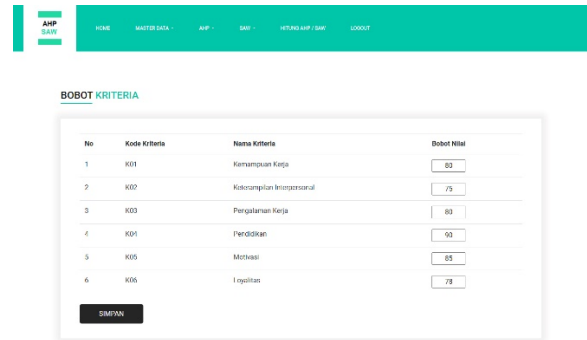 AHP
SAW
HOME MASTER DATA AHP SAW HITUNG AHP / SAW LOGOUT
BOBOT KRITERIA
No Kode Kriteria Nama Kriteria Bobot Nilai
1 K01 Kemampuan Kerja 80
2 K02 Keterampilan Interpersonal 75
3 K03 Pengalaman Kerja 80
4 K04 Pendidikan 90
5 K05 Motivasi 85
6 K06 Loyalitas 78
SIMPAN